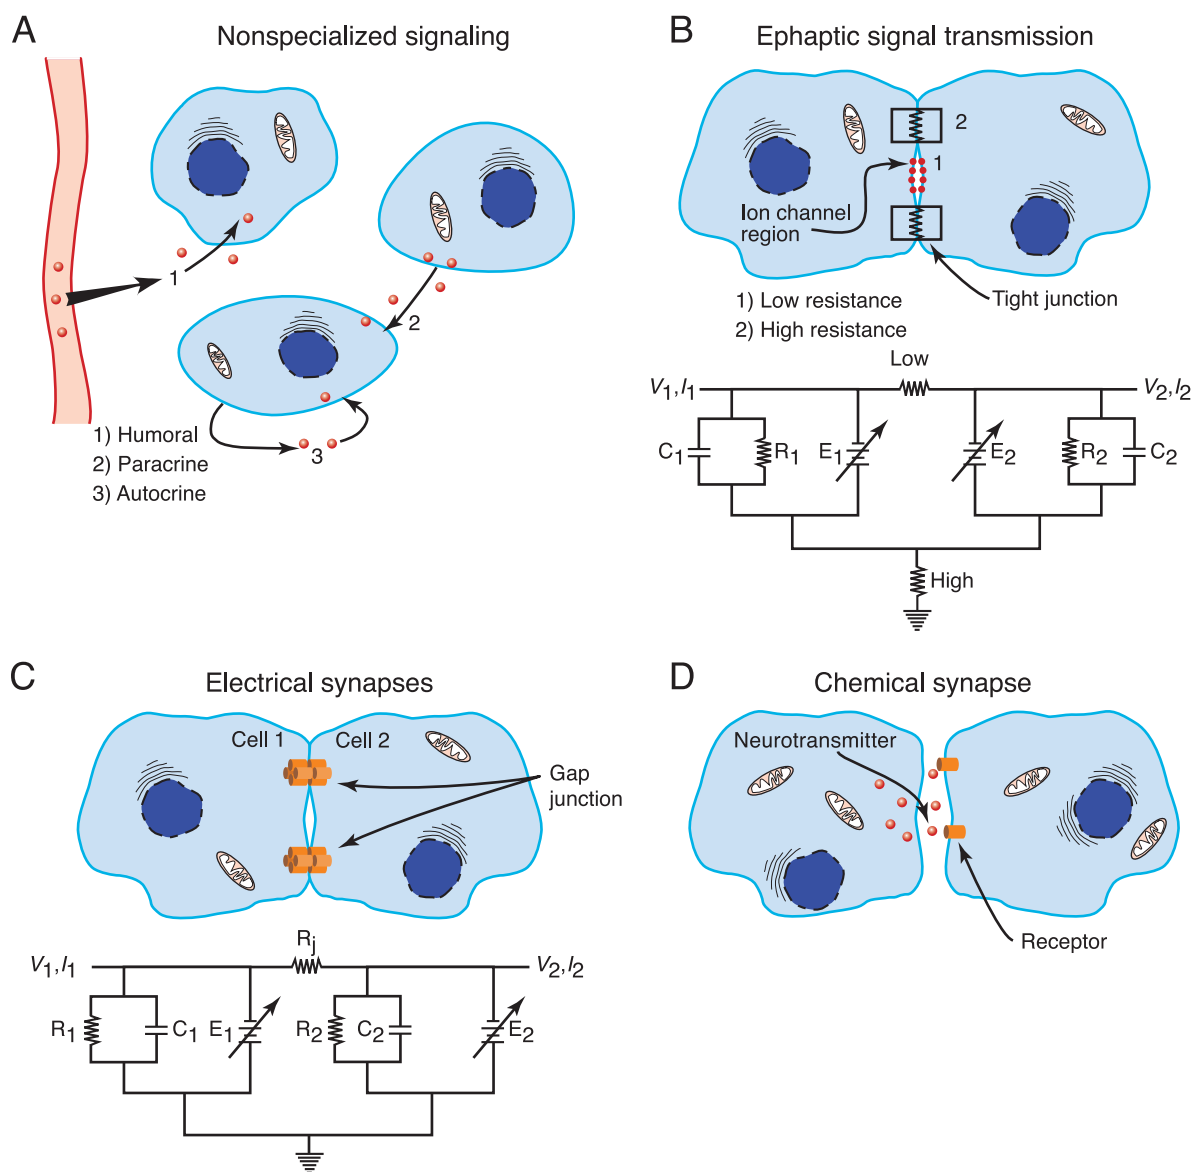 A
Nonspecialized signaling
1
2
3
1) Humoral
2) Paracrine
3) Autocrine
B
Ephaptic signal transmission
2
1
Ion channel
region
Tight junction
1) Low resistance
2) High resistance
Low
V1,I1
V2,I2
C1
R1
E1
E2
R2
C2
High
C
Electrical synapses
Cell 1
Cell 2
Gap
junction
Rj
V1,I1
V2,I2
R1
C1
E1
R2
C2
E2
D
Chemical synapse
Neurotransmitter
Receptor